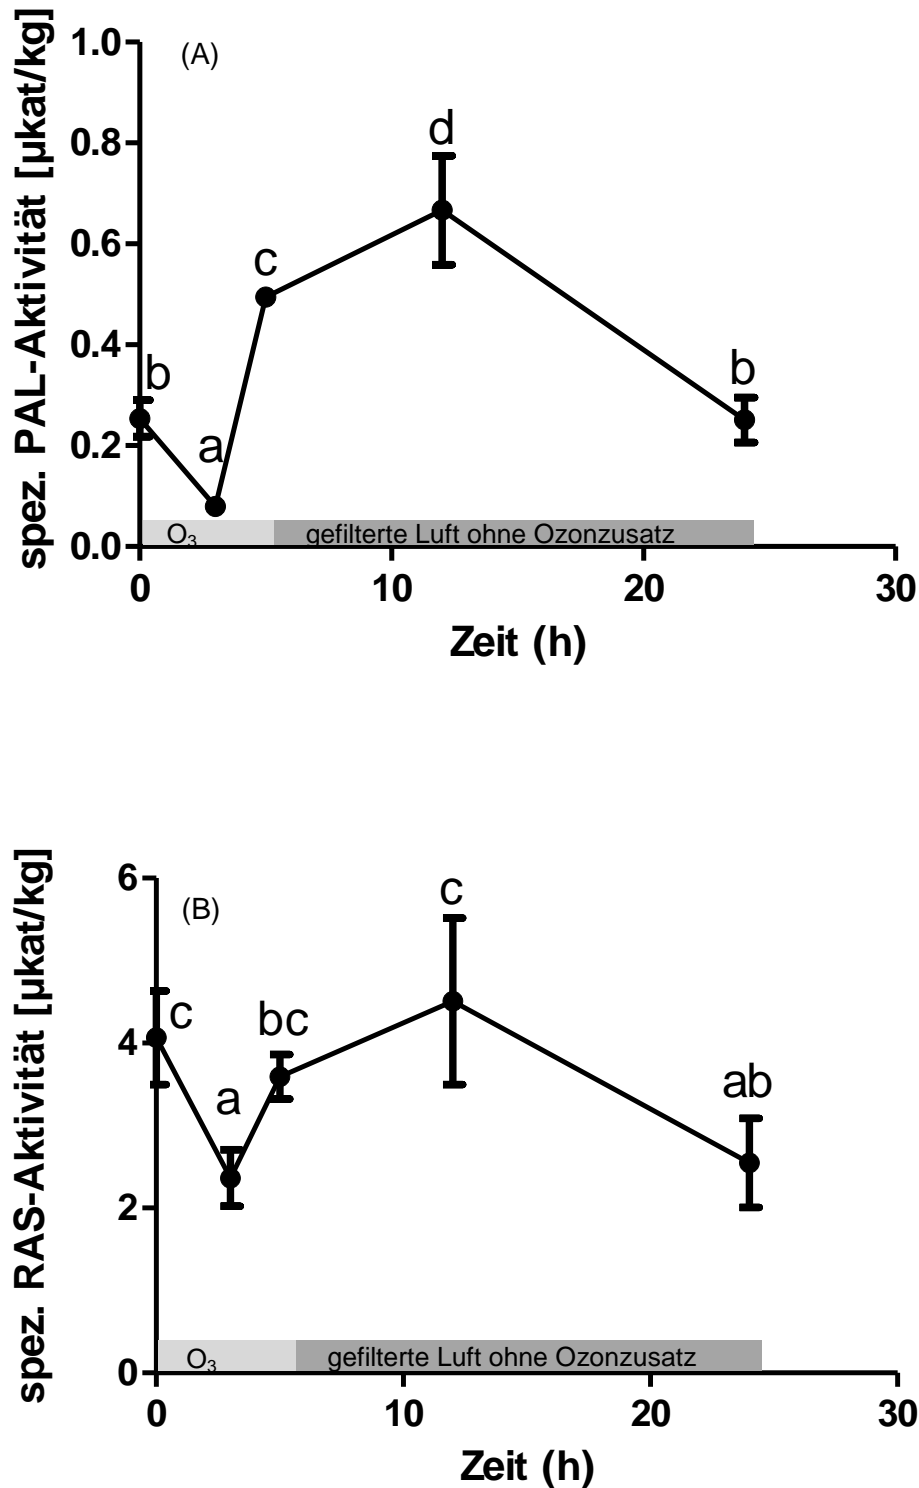 spez. PAL-Aktivität [µkat/kg]
1.0
0.8
0.6
0.4
0.2
0.0
(A)
b
a
c
d
b
O₃
gefilterte Luft ohne Ozonzusatz
0
10
20
30
Zeit (h)
spez. RAS-Aktivität [µkat/kg]
6
4
2
0
(B)
c
a
bc
c
ab
O₃
gefilterte Luft ohne Ozonzusatz
0
10
20
30
Zeit (h)